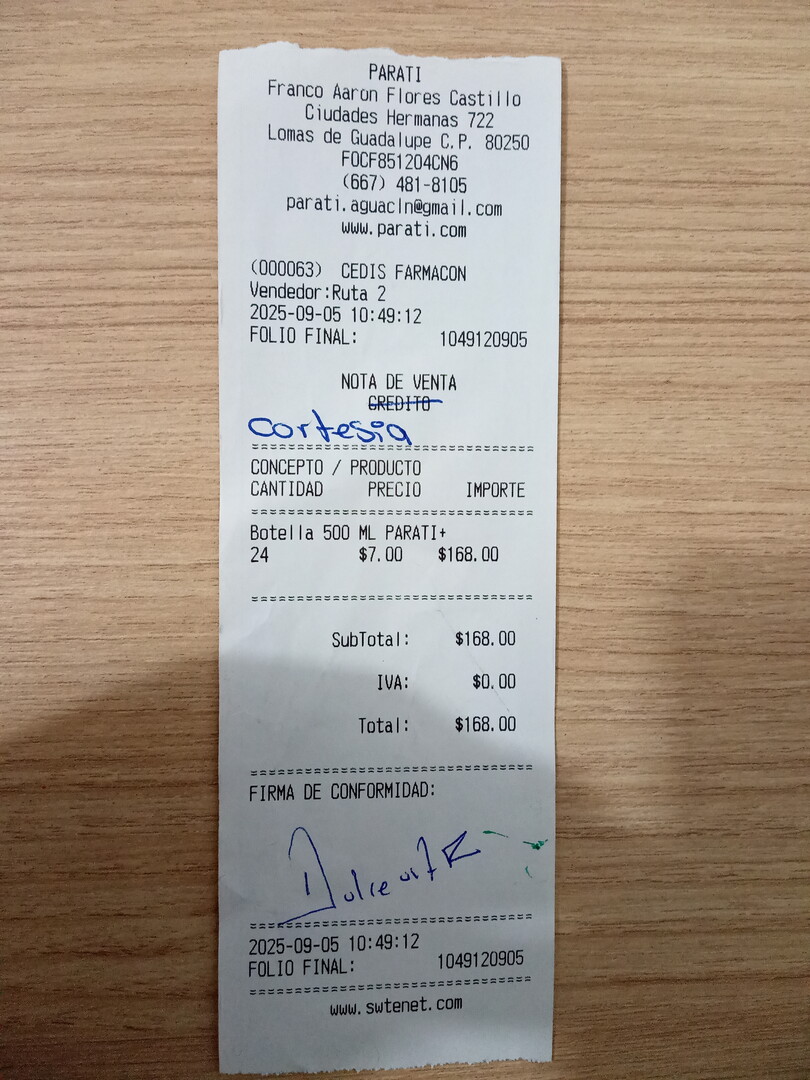 PARATI
Franco Aaron Flores Castillo
Ciudades Hermanas 722
Lomas de Guadalupe C.P. 80250
FOCF851204CN6
(667) 481-8105
parati.aguacln@gmail.com
www.parati.com
(000063) CEDIS FARMACON
Vendedor:Ruta 2
2025-09-05 10:49:12
FOLIO FINAL: 1049120905
NOTA DE VENTA
CREDITO
Cortesia
CONCEPTO / PRODUCTO
CANTIDAD PRECIO IMPORTE
Botella 500 ML PARATI+
24 $7.00 $168.00
SubTotal: $168.00
IVA: $0.00
Total: $168.00
FIRMA DE CONFORMIDAD:
Dulce
2025-09-05 10:49:12
FOLIO FINAL: 1049120905
www.swtenet.com